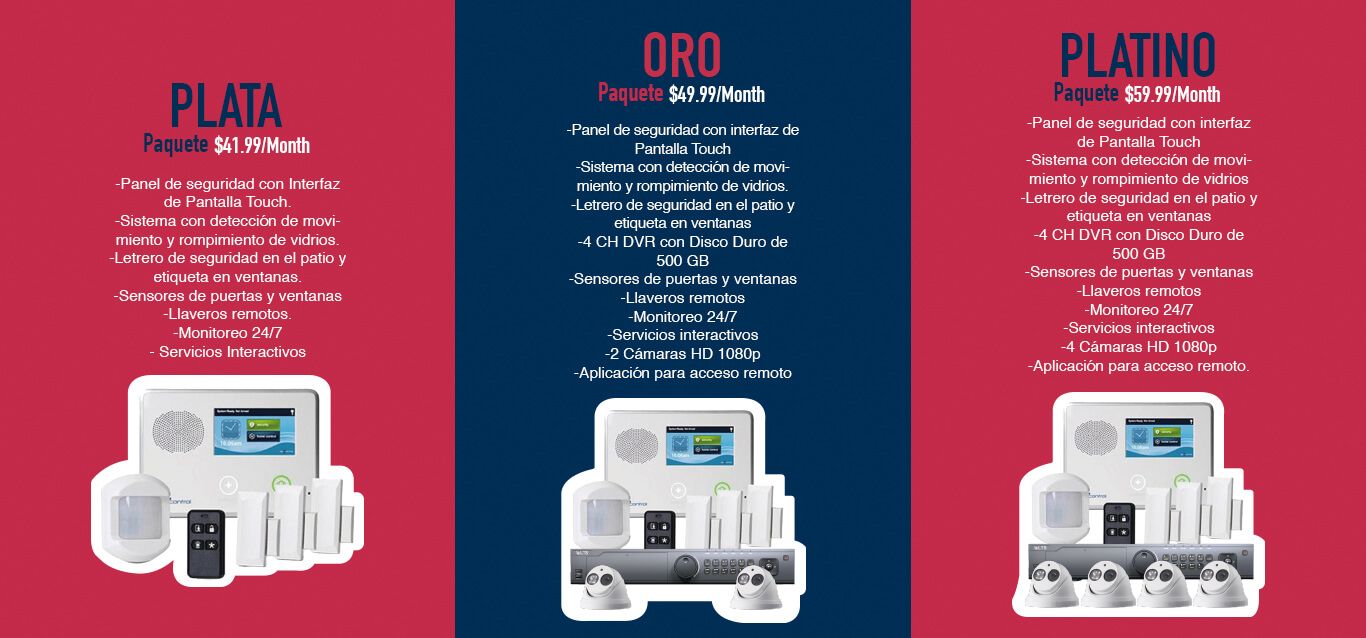 PLATA
Paquete $41.99/Month
-Panel de seguridad con Interfaz
de Pantalla Touch.
-Sistema con detección de movi-
miento y rompimiento de vidrios.
-Letrero de seguridad en el patio y
etiqueta en ventanas.
-Sensores de puertas y ventanas
-Llaveros remotos.
-Monitoreo 24/7
- Servicios Interactivos
ORO
Paquete $49.99/Month
-Panel de seguridad con interfaz de
Pantalla Touch
-Sistema con detección de movi-
miento y rompimiento de vidrios.
-Letrero de seguridad en el patio y
etiqueta en ventanas
-4 CH DVR con Disco Duro de
500 GB
-Sensores de puertas y ventanas
-Llaveros remotos
-Monitoreo 24/7
-Servicios interactivos
-2 Cámaras HD 1080p
-Aplicación para acceso remoto
PLATINO
Paquete $59.99/Month
-Panel de seguridad con interfaz
de Pantalla Touch
-Sistema con detección de movi-
miento y rompimiento de vidrios
-Letrero de seguridad en el patio y
etiqueta en ventanas
-4 CH DVR con Disco Duro de
500 GB
-Sensores de puertas y ventanas
-Llaveros remotos
-Monitoreo 24/7
-Servicios interactivos
-4 Cámaras HD 1080p
-Aplicación para acceso remoto.